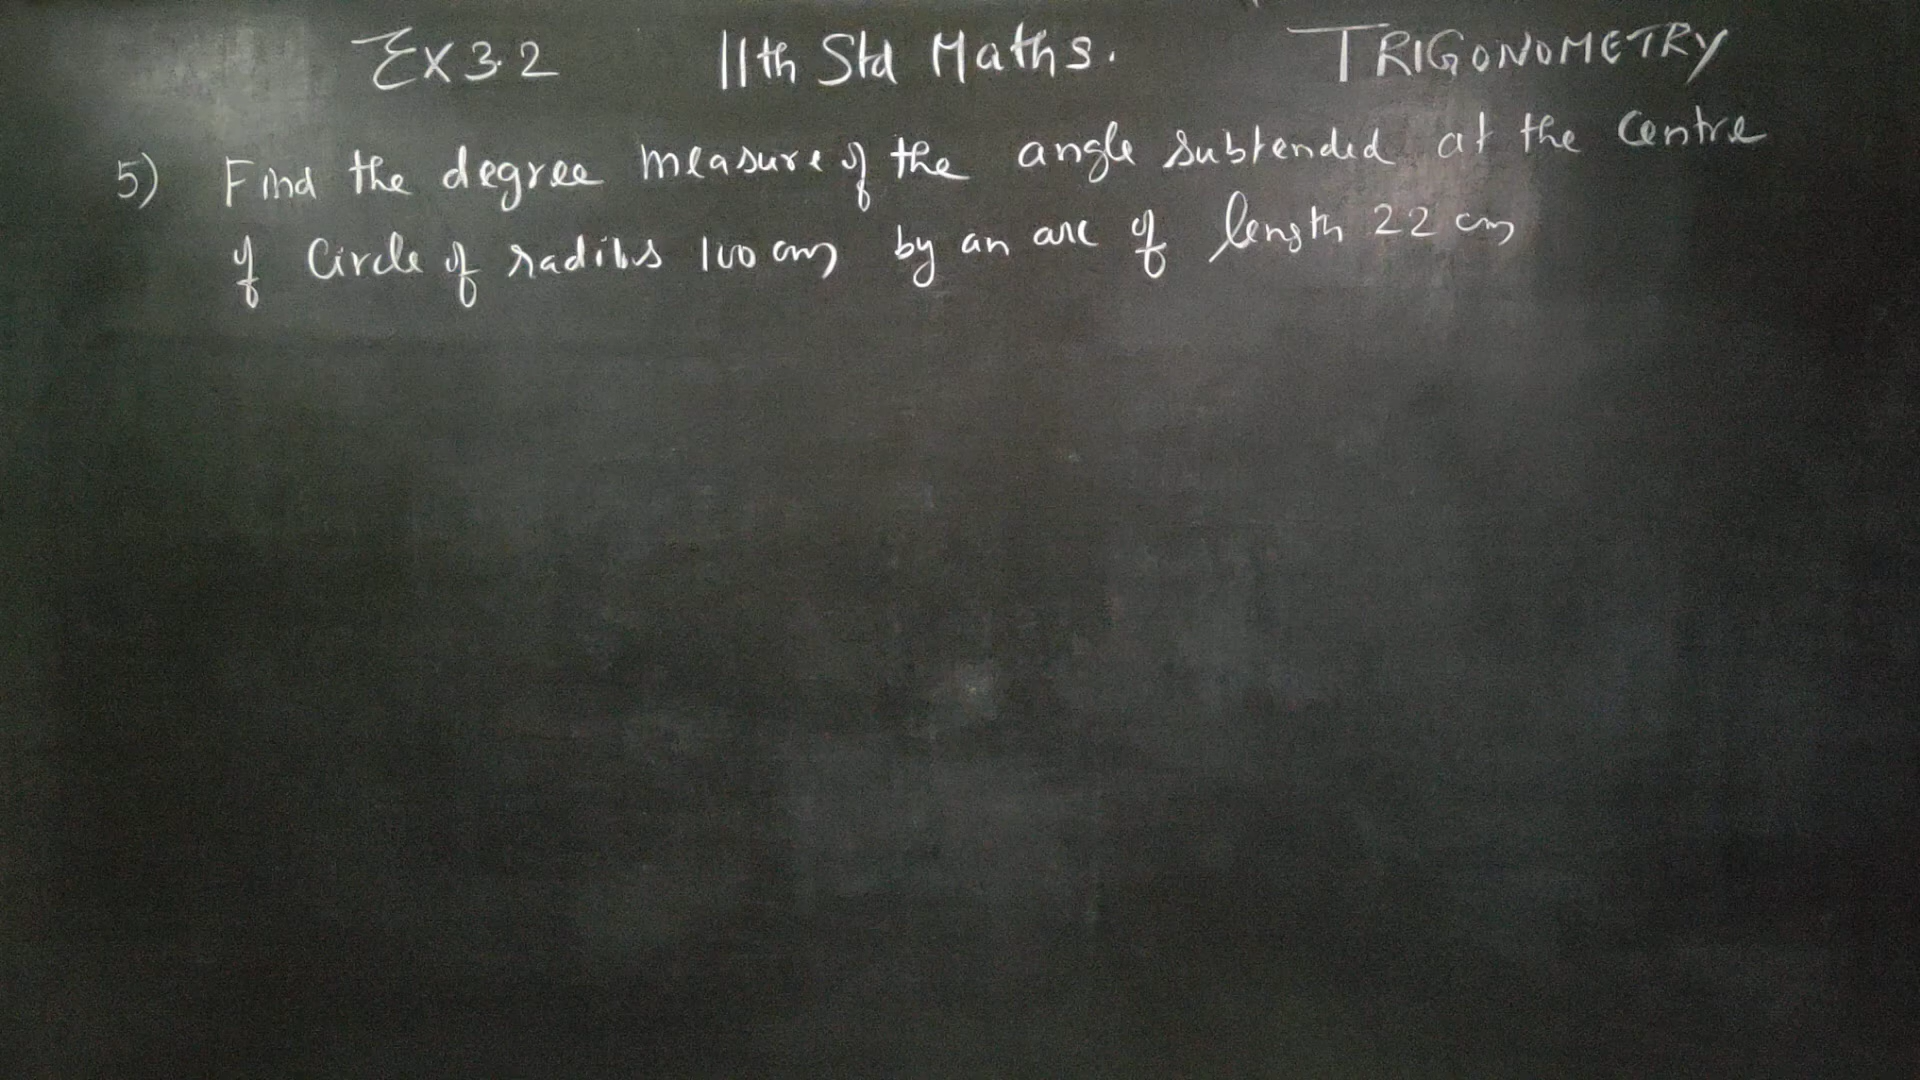 Ex 3.2 11th Std Maths. TRIGONOMETRY
5) Find the degree measure of the angle subtended at the centre
of Circle of radius 100 cm by an arc of length 22 cm